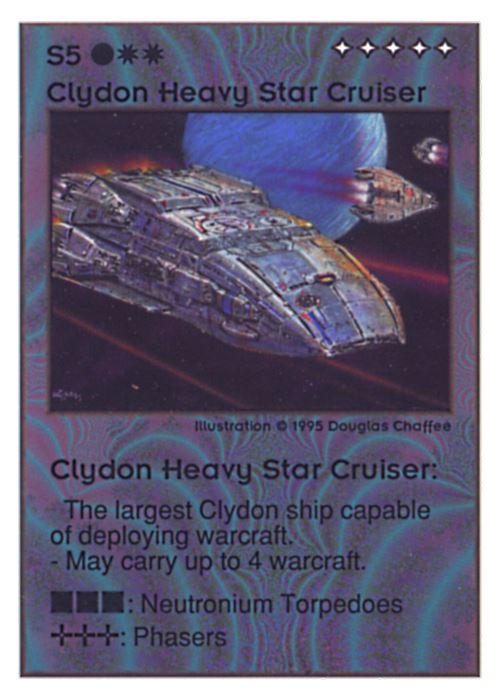 S5
Clydon Heavy Star Cruiser
Illustration © 1995 Douglas Chaffee
Clydon Heavy Star Cruiser:
The largest Clydon ship capable
of deploying warcraft.
- May carry up to 4 warcraft.
: Neutronium Torpedoes
: Phasers